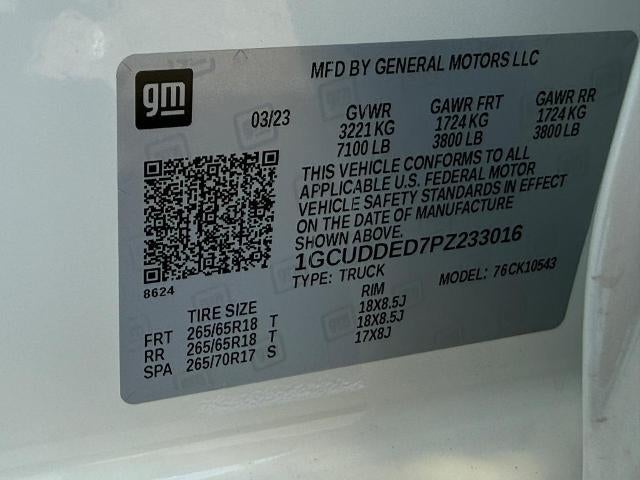 gm
MFD BY GENERAL MOTORS LLC
03/23 GVWR GAWR FRT GAWR RR
3221 KG 1724 KG 1724 KG
7100 LB 3800 LB 3800 LB
THIS VEHICLE CONFORMS TO ALL
APPLICABLE U.S. FEDERAL MOTOR
VEHICLE SAFETY STANDARDS IN EFFECT
ON THE DATE OF MANUFACTURE
SHOWN ABOVE.
1GCUDDED7PZ233016
TYPE: TRUCK MODEL: 76CK10543
8624
TIRE SIZE RIM
FRT 265/65R18 T 18X8.5J
RR 265/65R18 T 18X8.5J
SPA 265/70R17 S 17X8J